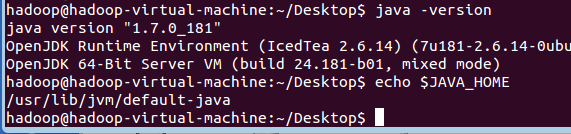 hadoop@hadoop-virtual-machine:~/Desktop$ java -version
java version "1.7.0_181"
OpenJDK Runtime Environment (IcedTea 2.6.14) (7u181-2.6.14-0ubu
OpenJDK 64-Bit Server VM (build 24.181-b01, mixed mode)
hadoop@hadoop-virtual-machine:~/Desktop$ echo $JAVA_HOME
/usr/lib/jvm/default-java
hadoop@hadoop-virtual-machine:~/Desktop$